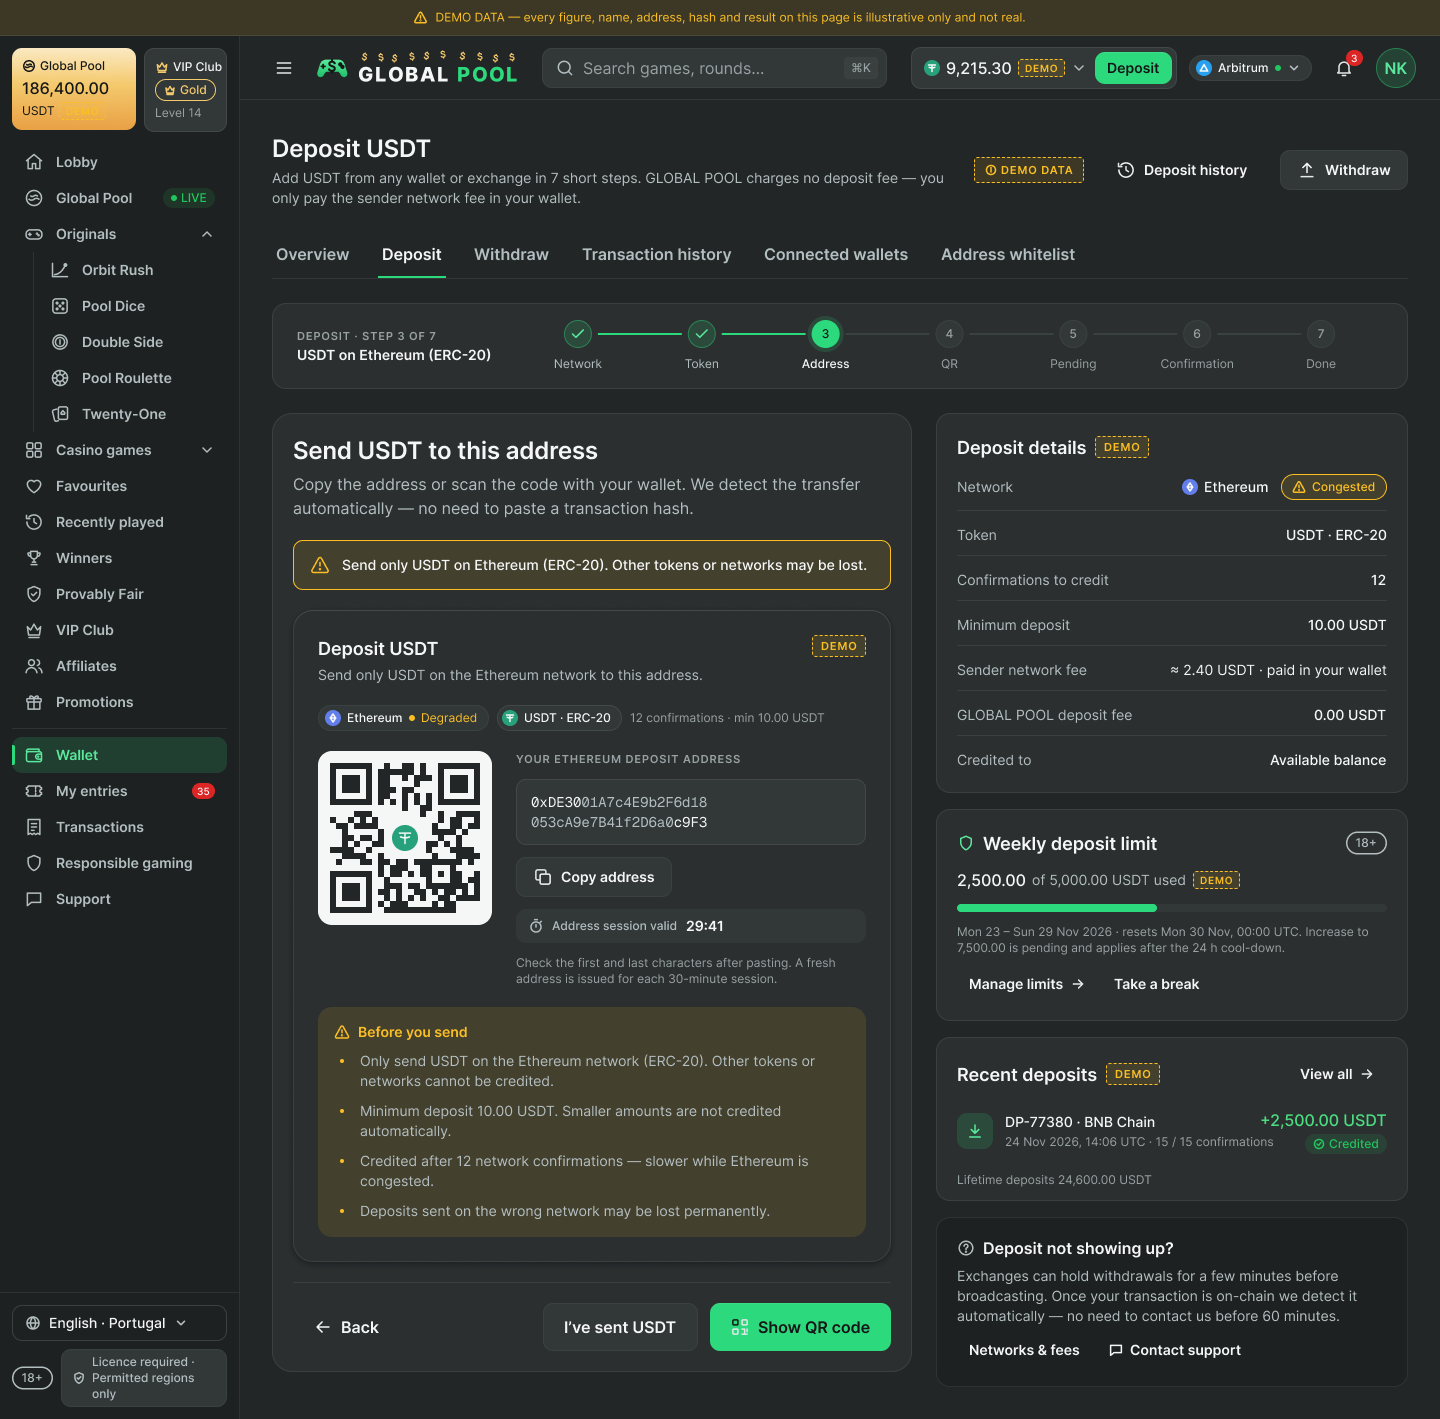 DEMO DATA — every figure, name, address, hash and result on this page is illustrative only and not real.
Global Pool
186,400.00
USDT DEMO
VIP Club
Gold
Level 14
Lobby
Global Pool
LIVE
Originals
Orbit Rush
Pool Dice
Double Side
Pool Roulette
Twenty-One
Casino games
Favourites
Recently played
Winners
Provably Fair
VIP Club
Affiliates
Promotions
Wallet
My entries
35
Transactions
Responsible gaming
Support
English · Portugal
18+
Licence required ·
Permitted regions
only
$ $ $ $ $ $ $ $ $
GLOBAL POOL
Search games, rounds...
⌘K
9,215.30
DEMO
Deposit
Arbitrum
3
NK
Deposit USDT
Add USDT from any wallet or exchange in 7 short steps. GLOBAL POOL charges no deposit fee — you
only pay the sender network fee in your wallet.
DEMO DATA
Deposit history
Withdraw
Overview
Deposit
Withdraw
Transaction history
Connected wallets
Address whitelist
DEPOSIT · STEP 3 OF 7
USDT on Ethereum (ERC-20)
Network
Token
3
Address
4
QR
5
Pending
6
Confirmation
7
Done
Send USDT to this address
Copy the address or scan the code with your wallet. We detect the transfer
automatically — no need to paste a transaction hash.
Send only USDT on Ethereum (ERC-20). Other tokens or networks may be lost.
Deposit USDT
DEMO
Send only USDT on the Ethereum network to this address.
Ethereum
Degraded
USDT · ERC-20
12 confirmations · min 10.00 USDT
YOUR ETHEREUM DEPOSIT ADDRESS
0xDE3001A7c4E9b2F6d18
053cA9e7B41f2D6a0c9F3
Copy address
Address session valid 29:41
Check the first and last characters after pasting. A fresh
address is issued for each 30-minute session.
Before you send
• Only send USDT on the Ethereum network (ERC-20). Other tokens or
networks cannot be credited.
• Minimum deposit 10.00 USDT. Smaller amounts are not credited
automatically.
• Credited after 12 network confirmations — slower while Ethereum is
congested.
• Deposits sent on the wrong network may be lost permanently.
Back
I've sent USDT
Show QR code
Deposit details
DEMO
Network
Ethereum
Congested
Token
USDT · ERC-20
Confirmations to credit
12
Minimum deposit
10.00 USDT
Sender network fee
≈ 2.40 USDT · paid in your wallet
GLOBAL POOL deposit fee
0.00 USDT
Credited to
Available balance
Weekly deposit limit
18+
2,500.00 of 5,000.00 USDT used
DEMO
Mon 23 – Sun 29 Nov 2026 · resets Mon 30 Nov, 00:00 UTC. Increase to
7,500.00 is pending and applies after the 24 h cool-down.
Manage limits
Take a break
Recent deposits
DEMO
View all
DP-77380 · BNB Chain
+2,500.00 USDT
24 Nov 2026, 14:06 UTC · 15 / 15 confirmations
Credited
Lifetime deposits 24,600.00 USDT
Deposit not showing up?
Exchanges can hold withdrawals for a few minutes before
broadcasting. Once your transaction is on-chain we detect it
automatically — no need to contact us before 60 minutes.
Networks & fees
Contact support